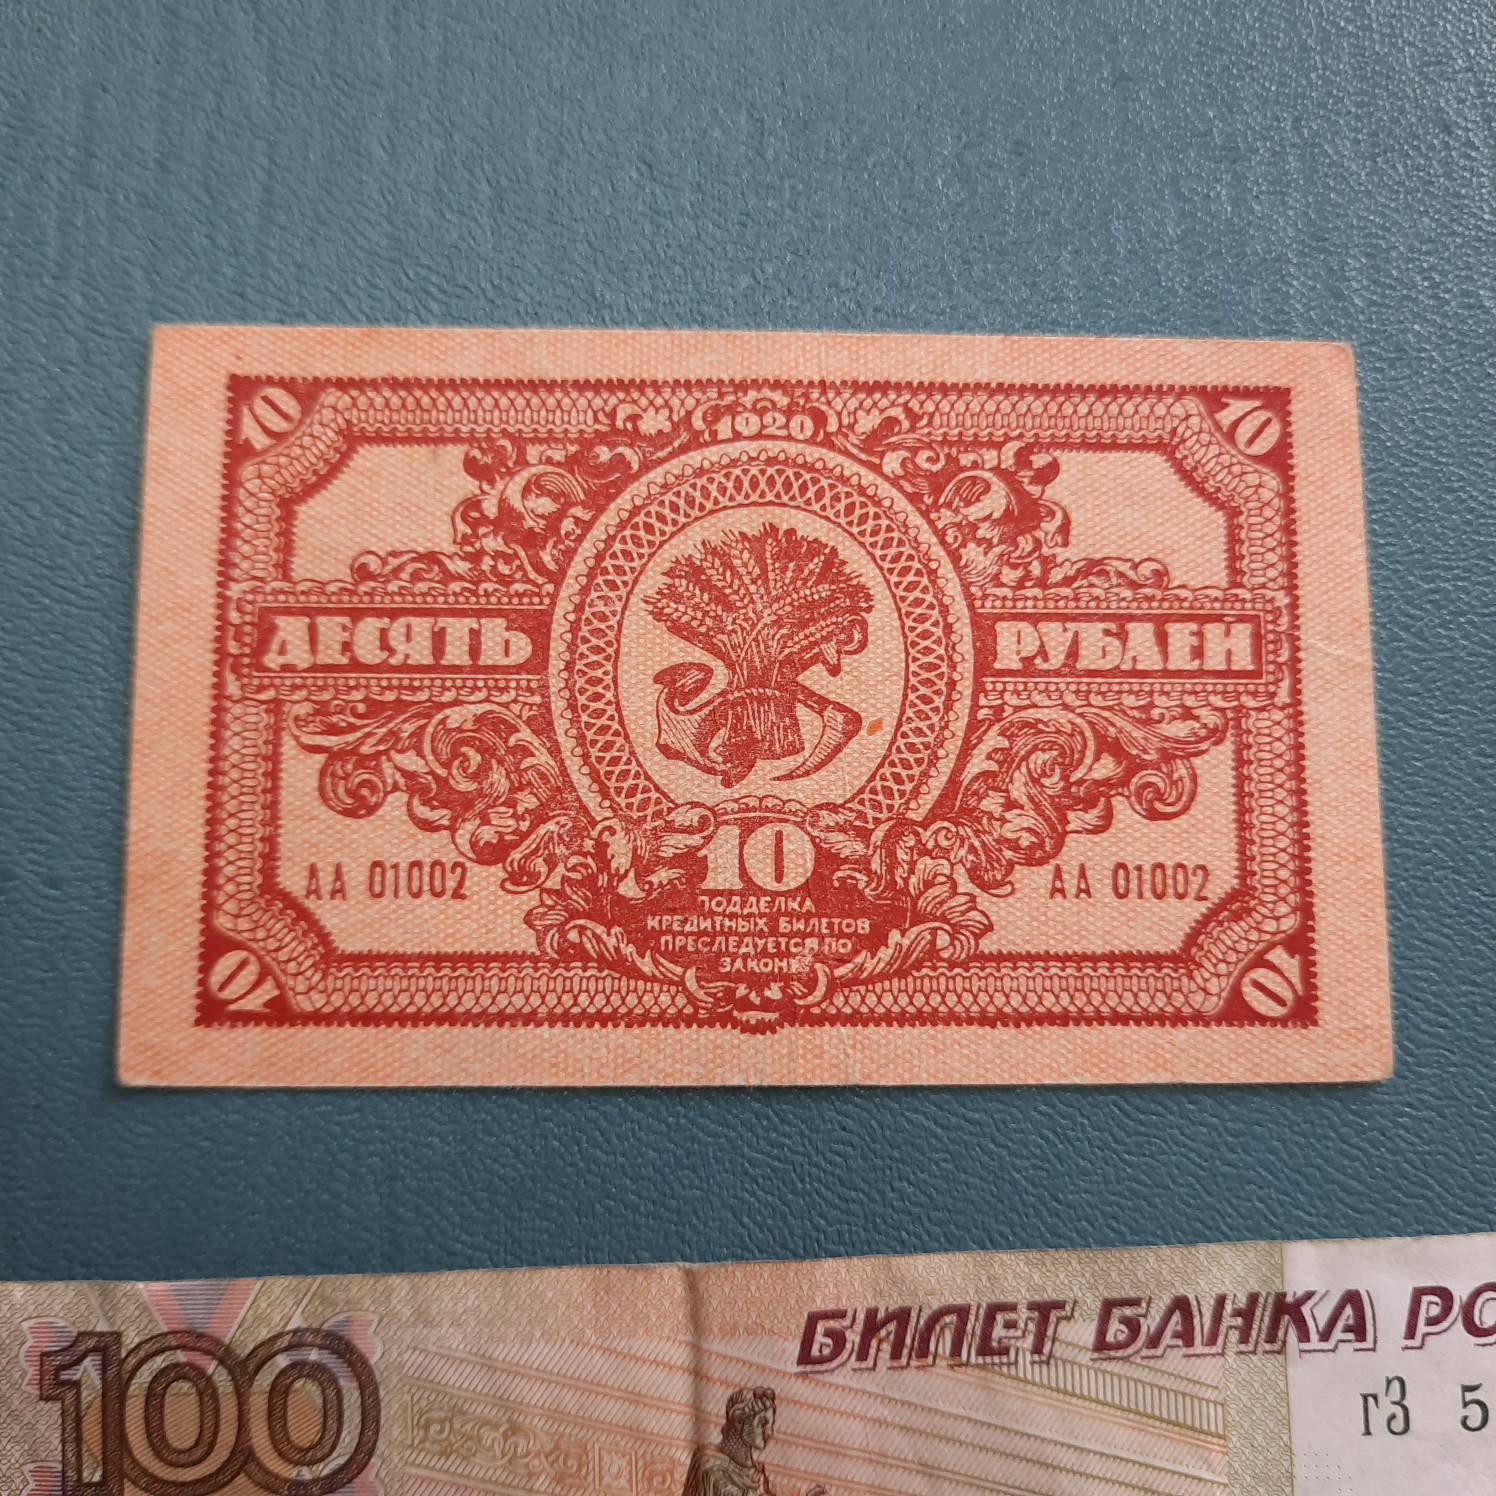 10 1920 10
ДЕСЯТЬ РУБЛЕЙ
10
АА 01002 АА 01002
ПОДДЕЛКА
КРЕДИТНЫХ БИЛЕТОВ
ПРЕСЛЕДУЕТСЯ ПО
ЗАКОНУ
10 10
БИЛЕТ БАНКА РО
гЗ 5
100